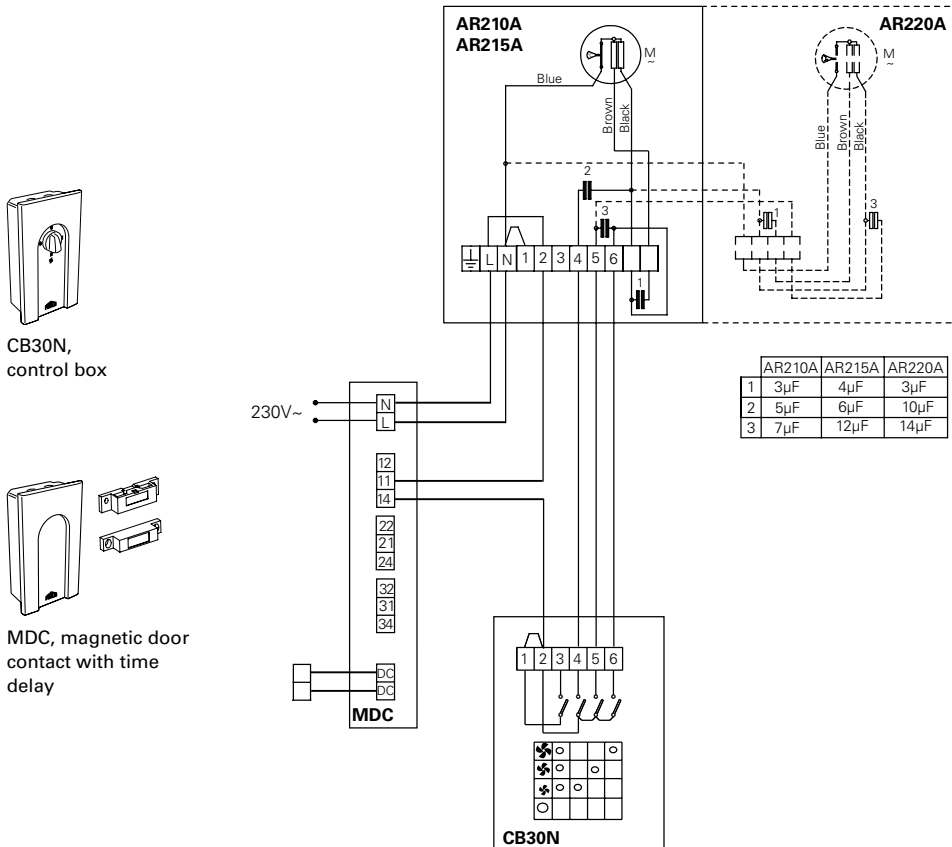 AR210A
AR215A
AR220A
M
~
M
~
Blue
Brown
Black
Blue
Brown
Black
2
3
1
1
3
L N 1 2 3 4 5 6
CB30N,
control box
AR210A AR215A AR220A
1 3µF 4µF 3µF
2 5µF 6µF 10µF
3 7µF 12µF 14µF
230V~
N
L
12
11
14
22
21
24
32
31
34
DC
DC
MDC
MDC, magnetic door
contact with time
delay
1 2 3 4 5 6
CB30N